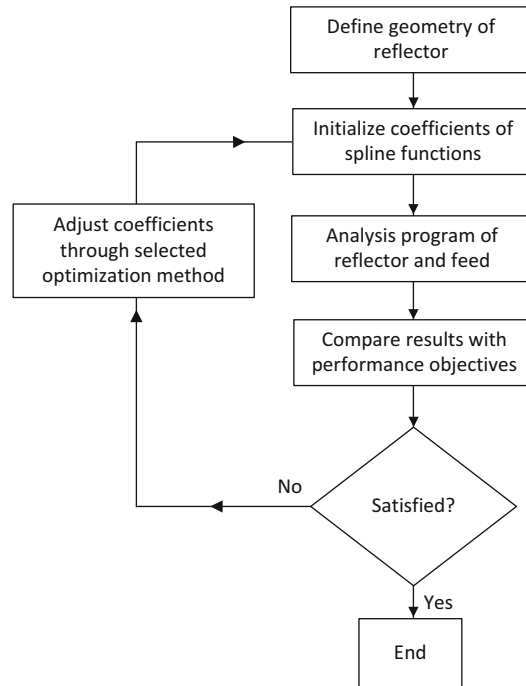 Define geometry of
reflector
Initialize coefficients of
spline functions
Adjust coefficients
through selected
optimization method
Analysis program of
reflector and feed
Compare results with
performance objectives
No
Satisfied?
Yes
End